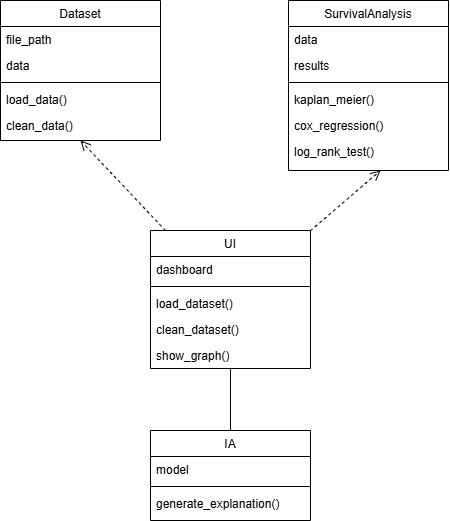 Dataset
file_path
data
load_data()
clean_data()
SurvivalAnalysis
data
results
kaplan_meier()
cox_regression()
log_rank_test()
UI
dashboard
load_dataset()
clean_dataset()
show_graph()
IA
model
generate_explanation()